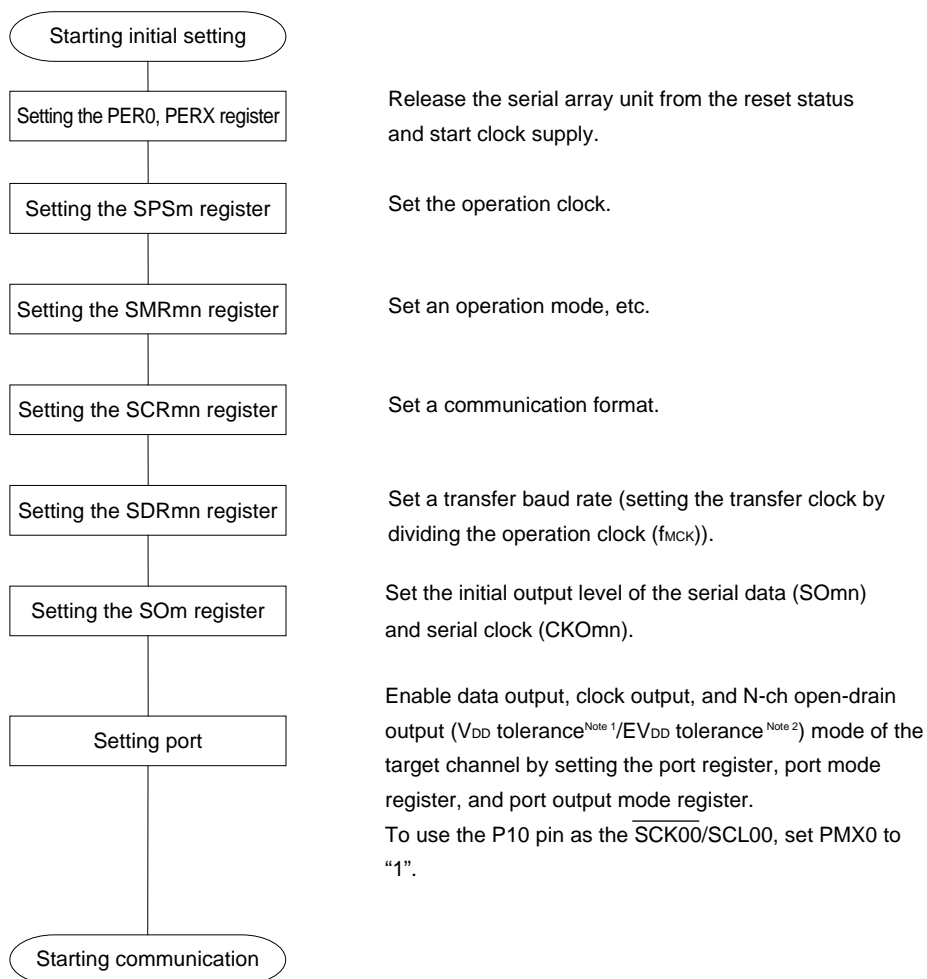 Starting initial setting
Setting the PER0, PERX register
Release the serial array unit from the reset status
and start clock supply.
Setting the SPSm register
Set the operation clock.
Setting the SMRmn register
Set an operation mode, etc.
Setting the SCRmn register
Set a communication format.
Setting the SDRmn register
Set a transfer baud rate (setting the transfer clock by
dividing the operation clock (fMCK)).
Setting the SOm register
Set the initial output level of the serial data (SOmn)
and serial clock (CKOmn).
Setting port
Enable data output, clock output, and N-ch open-drain
output (VDD tolerance Note 1/EVDD tolerance Note 2) mode of the
target channel by setting the port register, port mode
register, and port output mode register.
To use the P10 pin as the SCK00/SCL00, set PMX0 to
“1”.
Starting communication